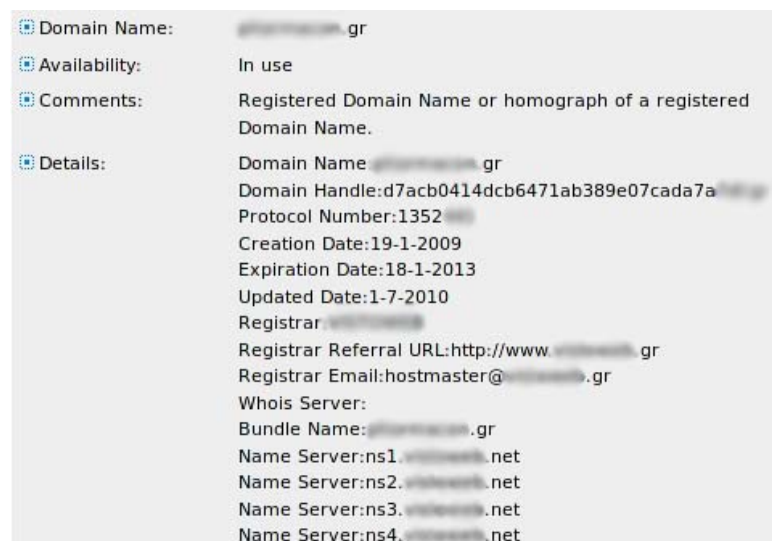 Domain Name: .gr
Availability: In use
Comments: Registered Domain Name or homograph of a registered
Domain Name.
Details: Domain Name .gr
Domain Handle:d7acb0414dcb6471ab389e07cada7a
Protocol Number:1352
Creation Date:19-1-2009
Expiration Date:18-1-2013
Updated Date:1-7-2010
Registrar:
Registrar Referral URL:http://www. .gr
Registrar Email:hostmaster@ .gr
Whois Server:
Bundle Name: .gr
Name Server:ns1. .net
Name Server:ns2. .net
Name Server:ns3. .net
Name Server:ns4. .net